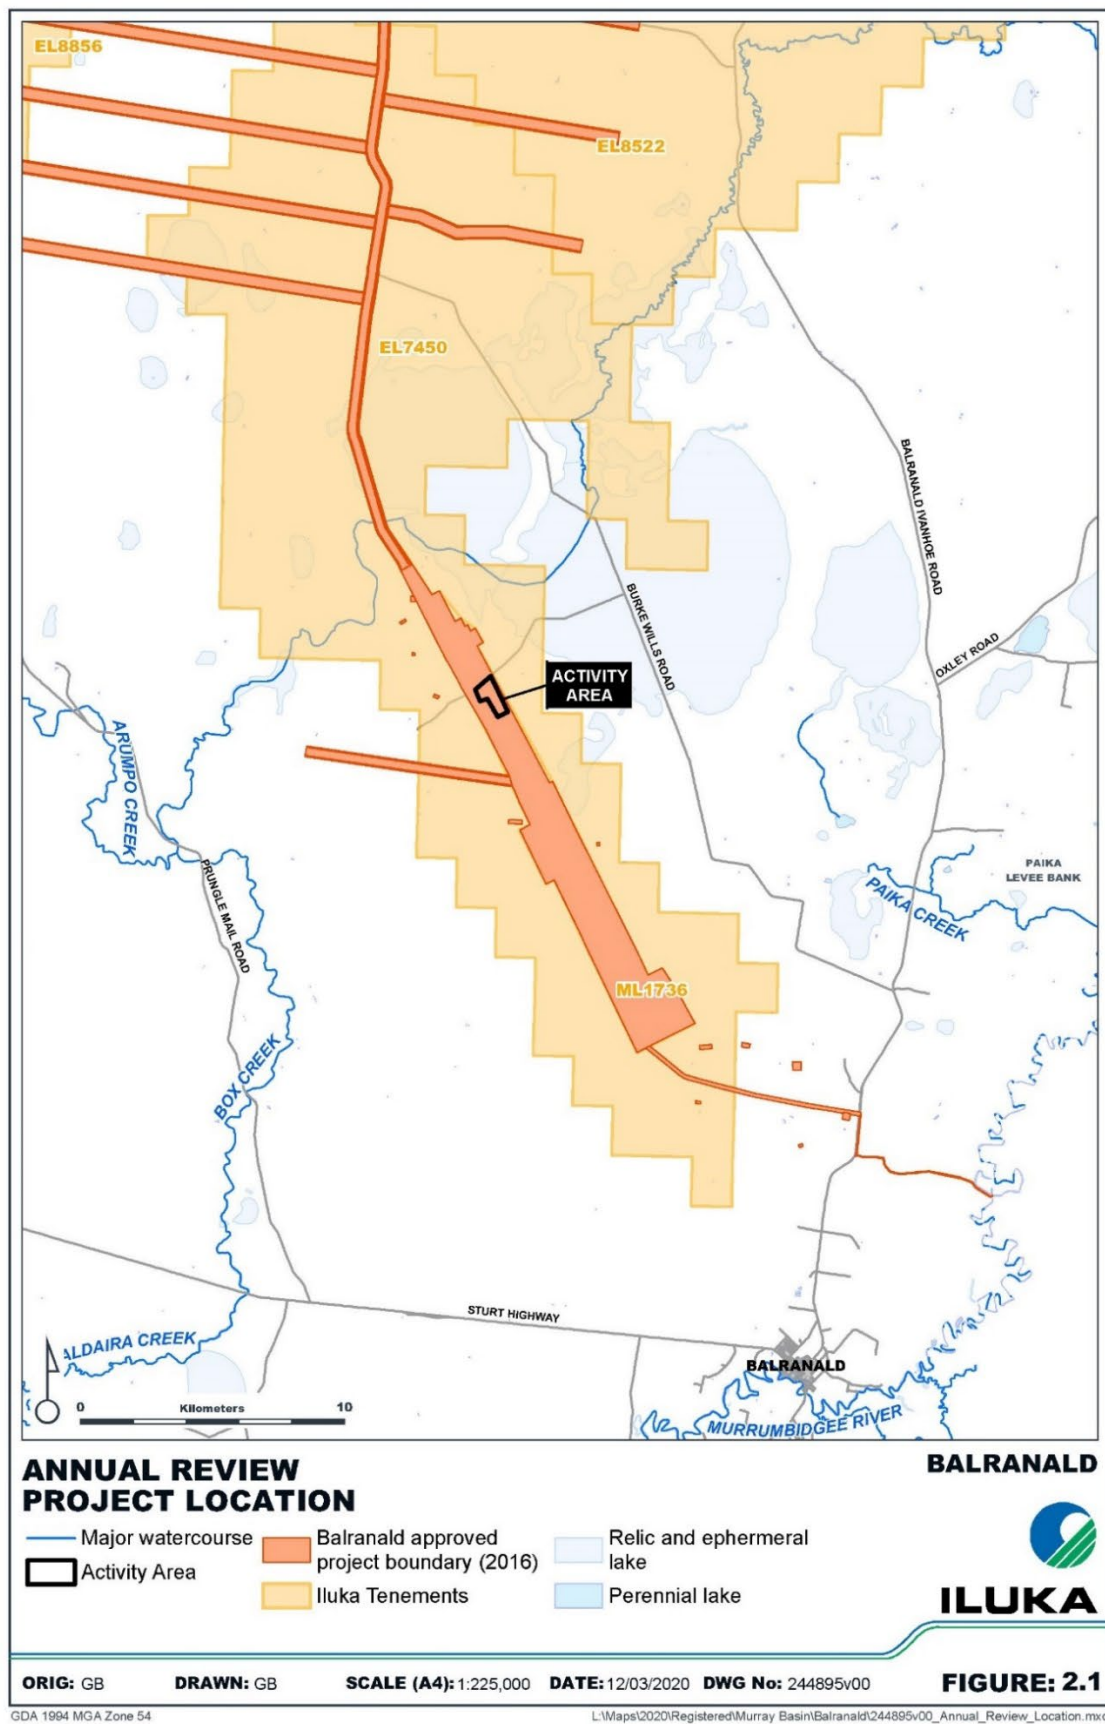 EL8856
EL8522
EL7450
BALRANALD IVANHOE ROAD
BURKE WILLS ROAD
OXLEY ROAD
ACTIVITY
AREA
ARUMPO CREEK
PRUNGLE MAIL ROAD
PAIKA
LEVEE BANK
PAIKA CREEK
ML1736
BOX CREEK
STURT HIGHWAY
ALDAIRA CREEK
BALRANALD
MURRUMBIDGEE RIVER
0 Kilometers 10
ANNUAL REVIEW
PROJECT LOCATION
BALRANALD
Major watercourse
Activity Area
Balranald approved
project boundary (2016)
Iluka Tenements
Relic and ephemeral
lake
Perennial lake
ILUKA
ORIG: GB DRAWN: GB SCALE (A4): 1:225,000 DATE: 12/03/2020 DWG No: 244895v00 FIGURE: 2.1
GDA 1994 MGA Zone 54 L:\Maps\2020\Registered\Murray Basin\Balranald\244895v00_Annual_Review_Location.mxd